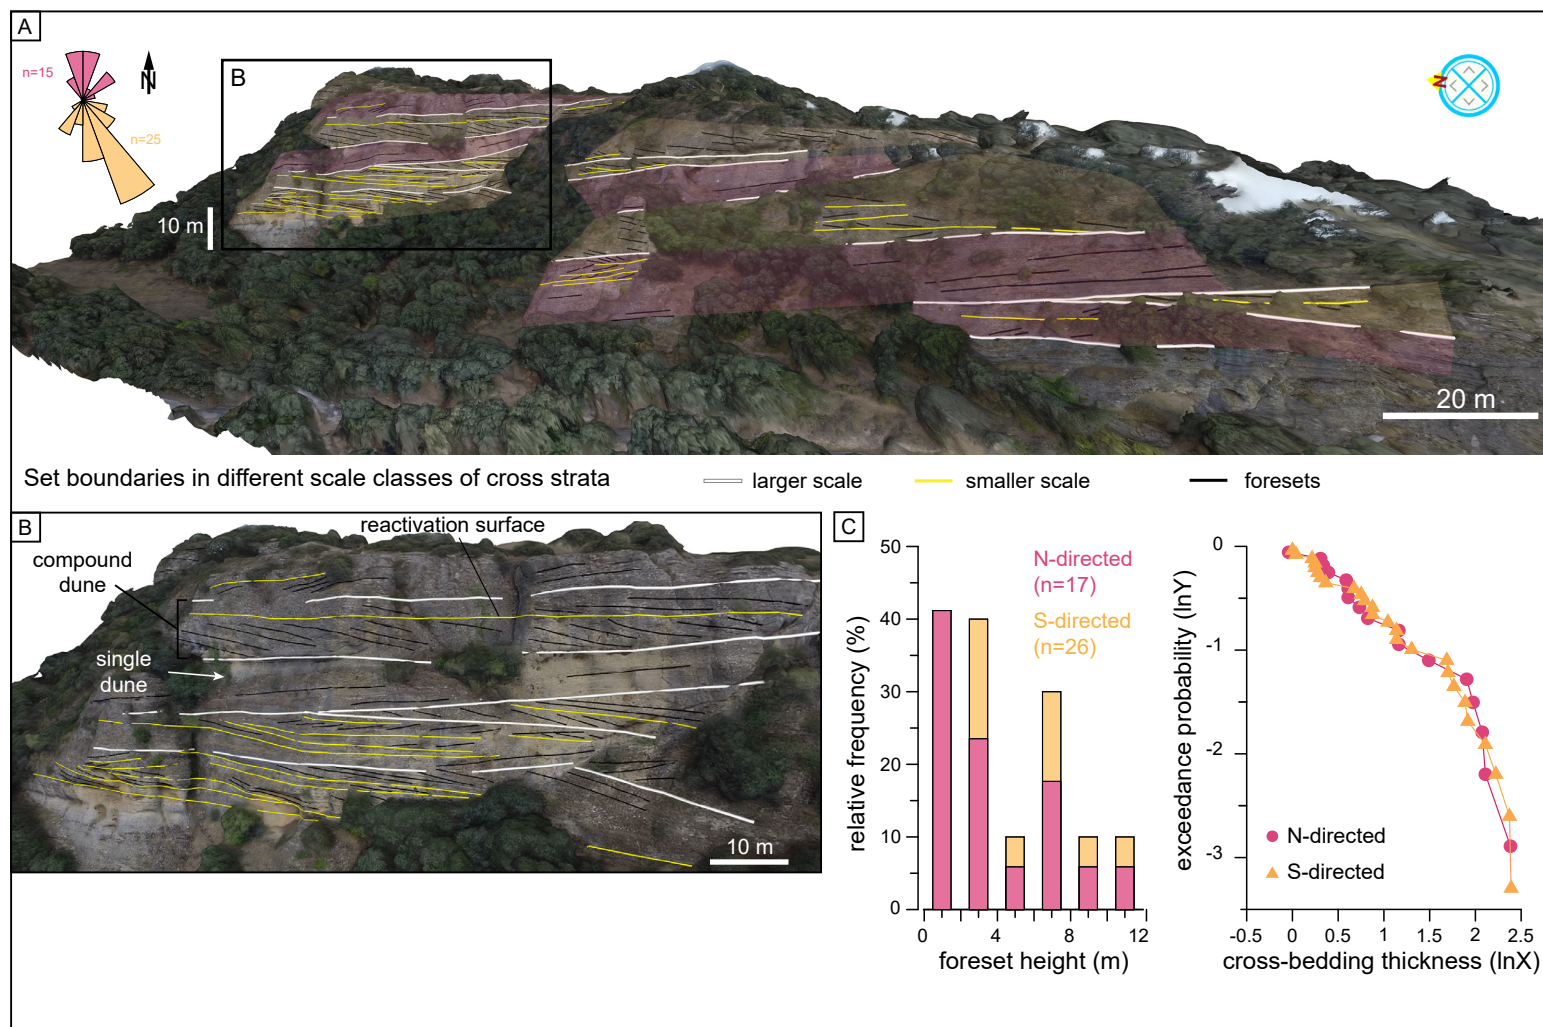 A
n=15
N
n=25
B
N
10 m
20 m
Set boundaries in different scale classes of cross strata
larger scale
smaller scale
foresets
B
reactivation surface
compound
dune
single
dune
10 m
C
50
40
30
20
10
0
relative frequency (%)
N-directed
(n=17)
S-directed
(n=26)
0
4
8
12
foreset height (m)
0
-1
-2
-3
exceedance probability (lnY)
N-directed
S-directed
-0.5
0
0.5
1
1.5
2
2.5
cross-bedding thickness (lnX)